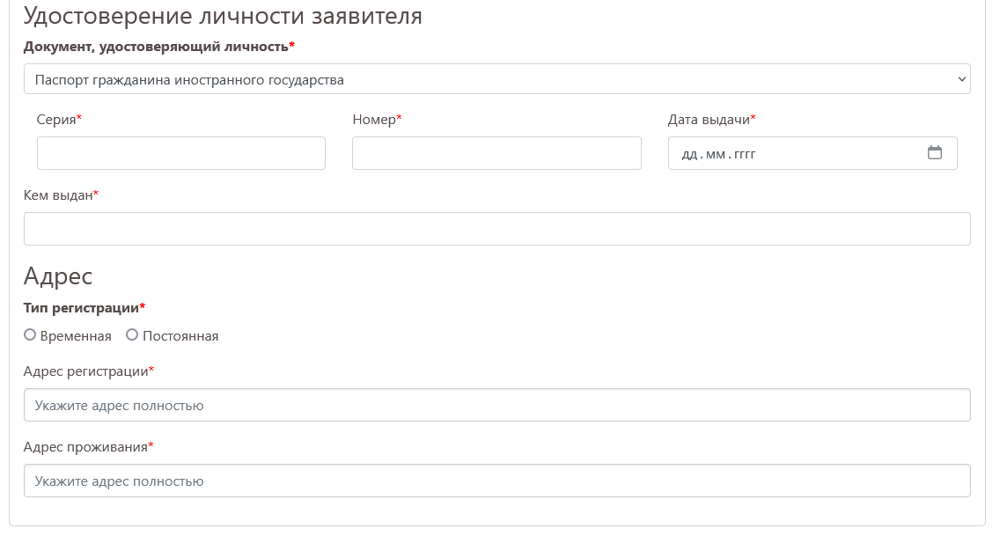 Удостоверение личности заявителя
Документ, удостоверяющий личность*
Паспорт гражданина иностранного государства
Серия* Номер* Дата выдачи*
дд.мм.гггг
Кем выдан*
Адрес
Тип регистрации*
Временная Постоянная
Адрес регистрации*
Укажите адрес полностью
Адрес проживания*
Укажите адрес полностью